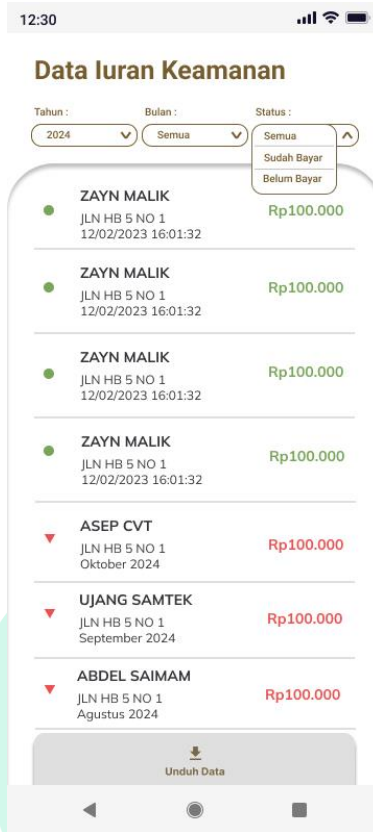 12:30
Data Iuran Keamanan
Tahun :
Bulan :
Status :
2024
Semua
Semua
Sudah Bayar
Belum Bayar
ZAYN MALIK
Rp100.000
JLN HB 5 NO 1
12/02/2023 16:01:32
ZAYN MALIK
Rp100.000
JLN HB 5 NO 1
12/02/2023 16:01:32
ZAYN MALIK
Rp100.000
JLN HB 5 NO 1
12/02/2023 16:01:32
ZAYN MALIK
Rp100.000
JLN HB 5 NO 1
12/02/2023 16:01:32
ASEP CVT
Rp100.000
JLN HB 5 NO 1
Oktober 2024
UJANG SAMTEK
Rp100.000
JLN HB 5 NO 1
September 2024
ABDEL SAIMAM
Rp100.000
JLN HB 5 NO 1
Agustus 2024
Unduh Data